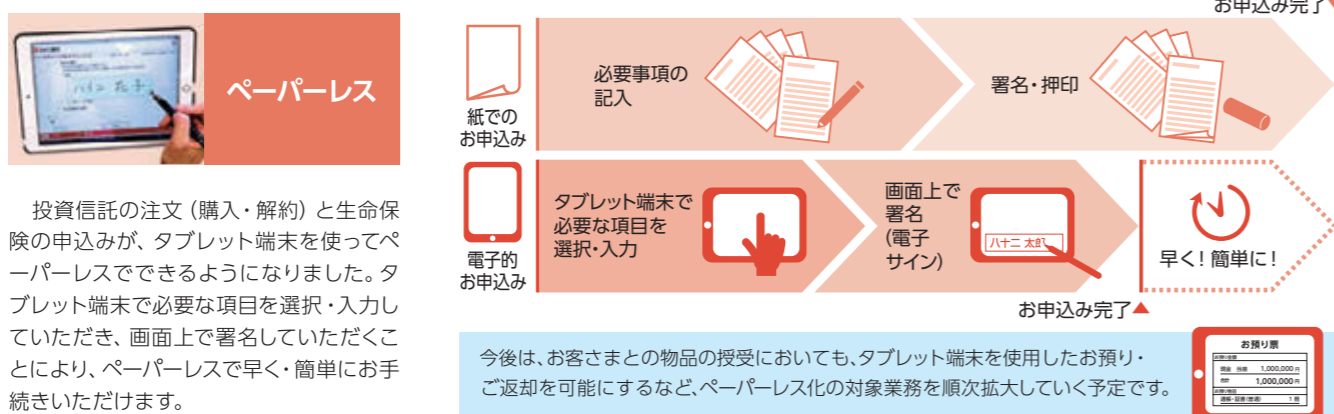 ペーパーレス
投資信託の注文(購入・解約)と生命保
険の申込みが、タブレット端末を使ってペ
ーパーレスでできるようになりました。タ
ブレット端末で必要な項目を選択・入力し
ていただき、画面上で署名していただくこ
とにより、ペーパーレスで早く・簡単にお手
続きいただけます。
お申込み完了
紙での
お申込み
必要事項の
記入
署名・押印
電子的
お申込み
タブレット端末で
必要な項目を
選択・入力
画面上で
署名
(電子
サイン)
八十二 太郎
早く!簡単に!
お申込み完了▲
今後は、お客さまとの物品の授受においても、タブレット端末を使用したお預り・
ご返却を可能にするなど、ペーパーレス化の対象業務を順次拡大していく予定です。
お預り票
1,000,000円
1,000,000円